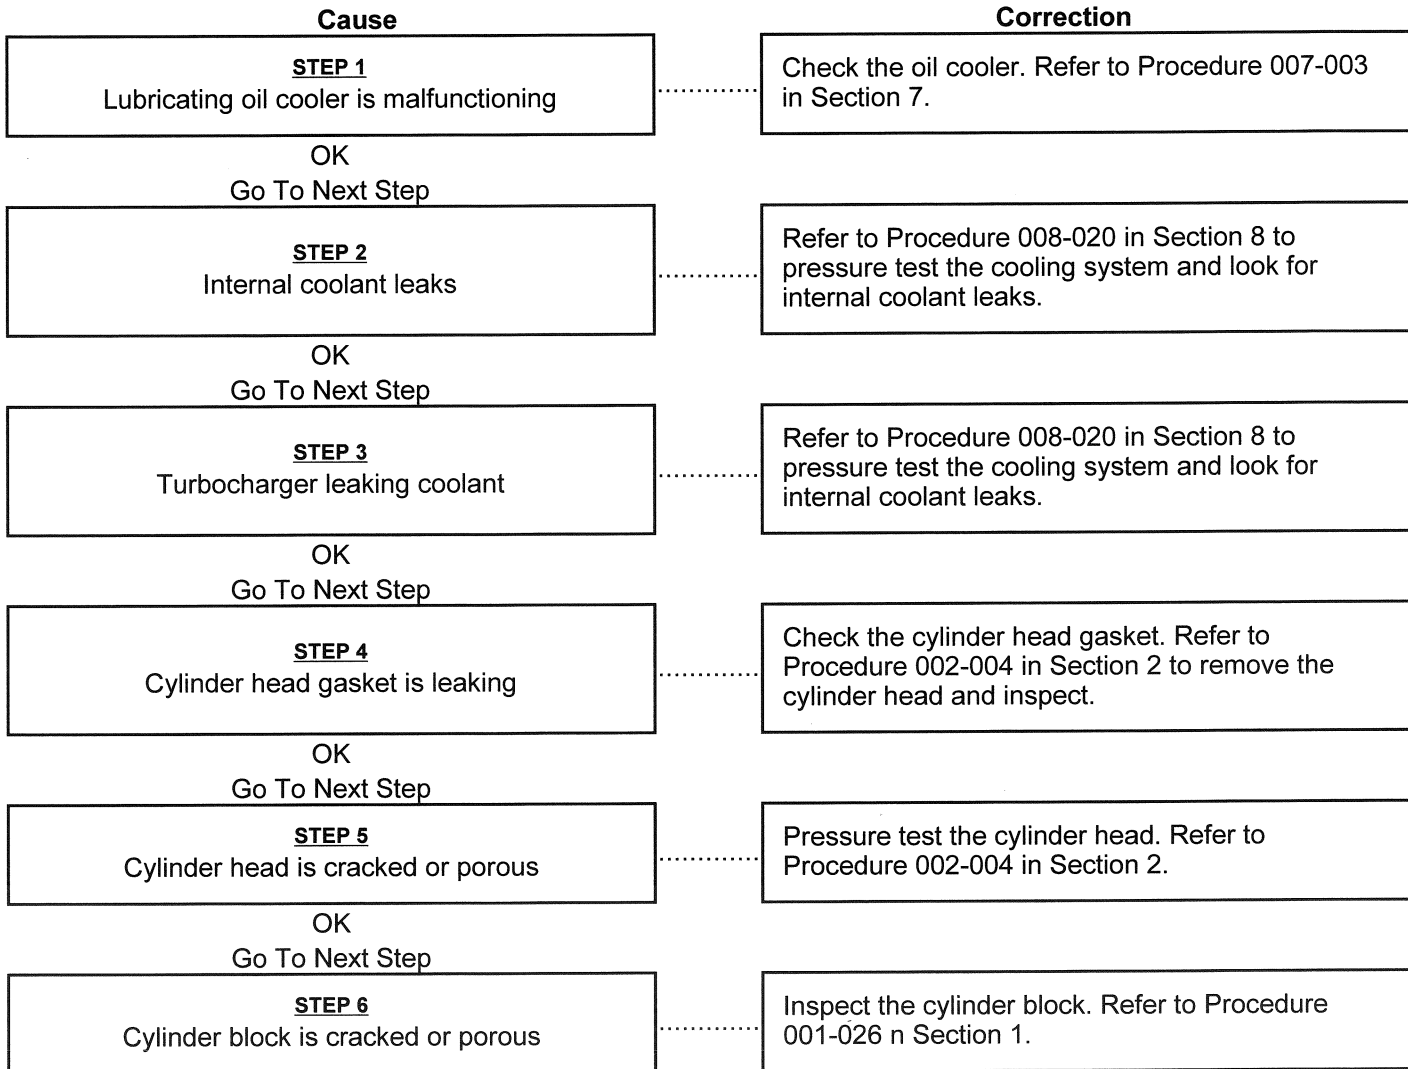 Cause
Correction
STEP 1
Lubricating oil cooler is malfunctioning
Check the oil cooler. Refer to Procedure 007-003
in Section 7.
OK
Go To Next Step
STEP 2
Internal coolant leaks
Refer to Procedure 008-020 in Section 8 to
pressure test the cooling system and look for
internal coolant leaks.
OK
Go To Next Step
STEP 3
Turbocharger leaking coolant
Refer to Procedure 008-020 in Section 8 to
pressure test the cooling system and look for
internal coolant leaks.
OK
Go To Next Step
STEP 4
Cylinder head gasket is leaking
Check the cylinder head gasket. Refer to
Procedure 002-004 in Section 2 to remove the
cylinder head and inspect.
OK
Go To Next Step
STEP 5
Cylinder head is cracked or porous
Pressure test the cylinder head. Refer to
Procedure 002-004 in Section 2.
OK
Go To Next Step
STEP 6
Cylinder block is cracked or porous
Inspect the cylinder block. Refer to Procedure
001-026 n Section 1.